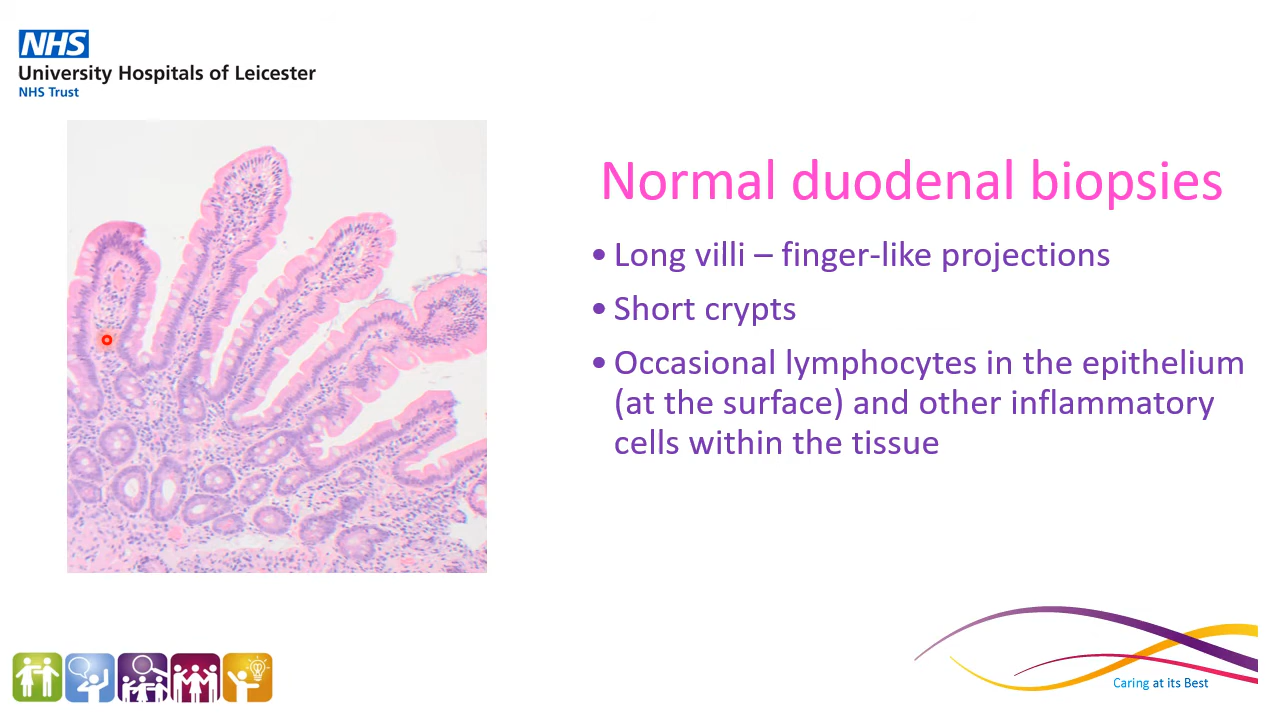 NHS
University Hospitals of Leicester
NHS Trust
Normal duodenal biopsies
• Long villi – finger-like projections
• Short crypts
• Occasional lymphocytes in the epithelium
(at the surface) and other inflammatory
cells within the tissue
Caring at its Best